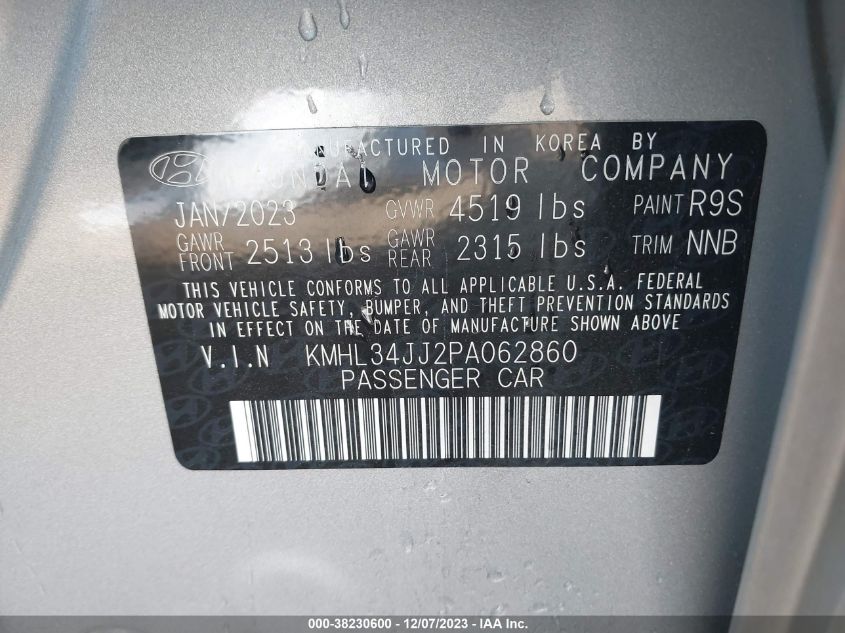 MANUFACTURED IN KOREA BY
HYUNDAI MOTOR COMPANY
JAN/2023 GVWR 4519 lbs PAINT R9S
GAWR FRONT 2513 lbs GAWR REAR 2315 lbs TRIM NNB
THIS VEHICLE CONFORMS TO ALL APPLICABLE U.S.A. FEDERAL
MOTOR VEHICLE SAFETY, BUMPER, AND THEFT PREVENTION STANDARDS
IN EFFECT ON THE DATE OF MANUFACTURE SHOWN ABOVE
V.I.N KMHL34JJ2PA062860
PASSENGER CAR
000-38230600 - 12/07/2023 - IAA Inc.